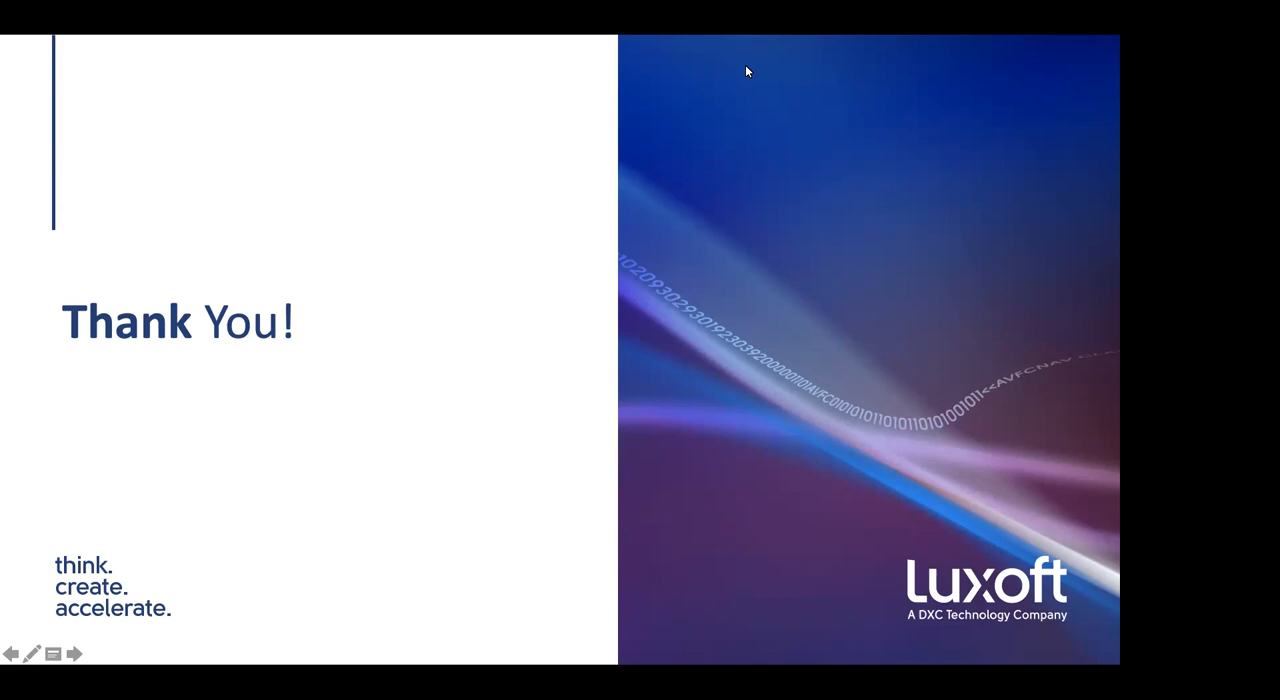 Thank You!
think.
create.
accelerate.
luxoft
A DXC Technology Company